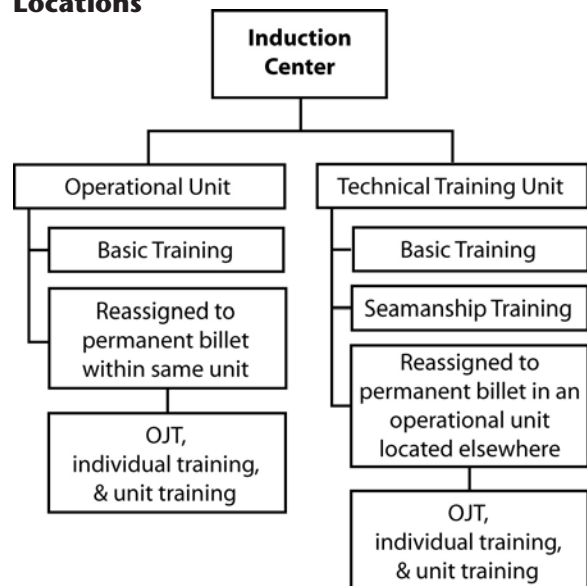 Locations
Induction
Center
Operational Unit
Basic Training
Reassigned to
permanent billet
within same unit
OJT,
individual training,
& unit training
Technical Training Unit
Basic Training
Seamanship Training
Reassigned to
permanent billet in an
operational unit
located elsewhere
OJT,
individual training,
& unit training